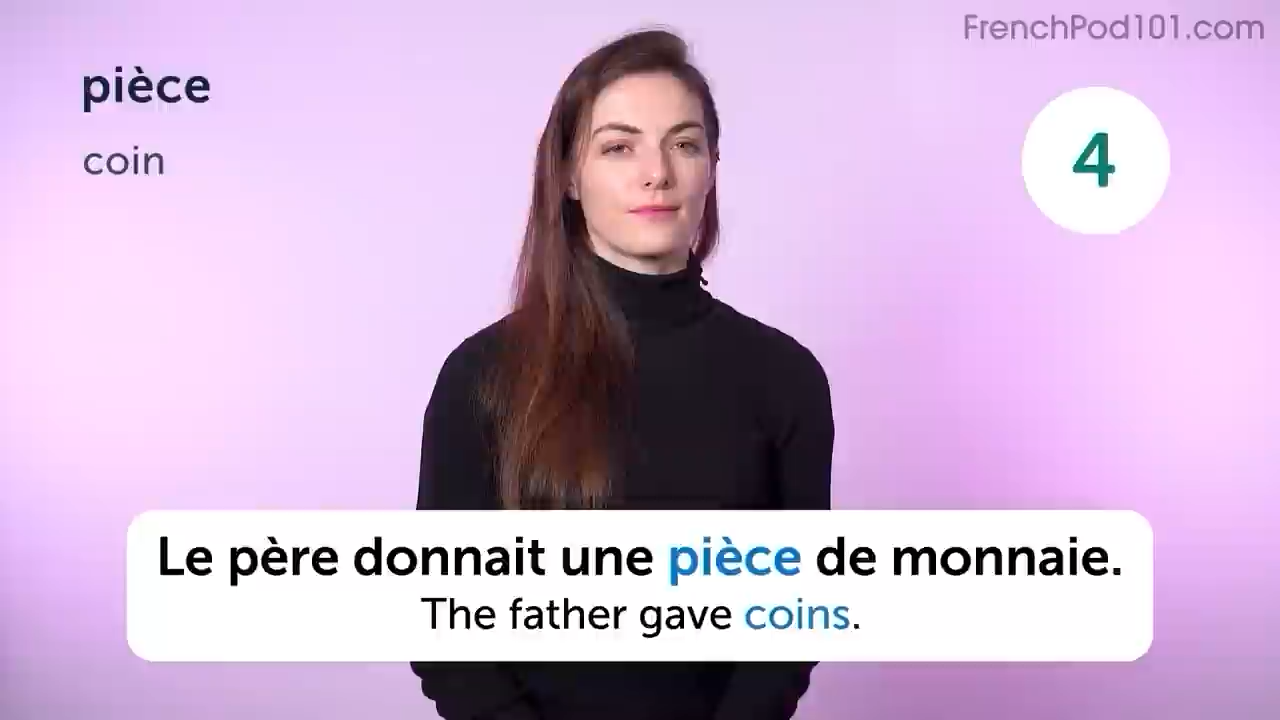 FrenchPod101.com
pièce
coin
4
Le père donnait une pièce de monnaie.
The father gave coins.